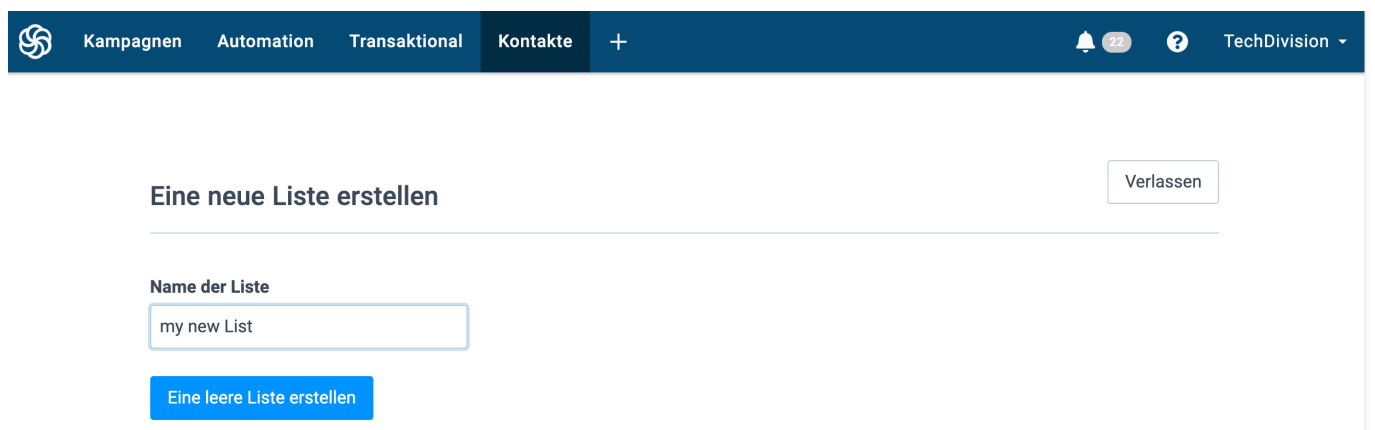 Kampagnen Automation Transaktional Kontakte + 22 ? TechDivision
Verlassen
Eine neue Liste erstellen
Name der Liste
my new List
Eine leere Liste erstellen